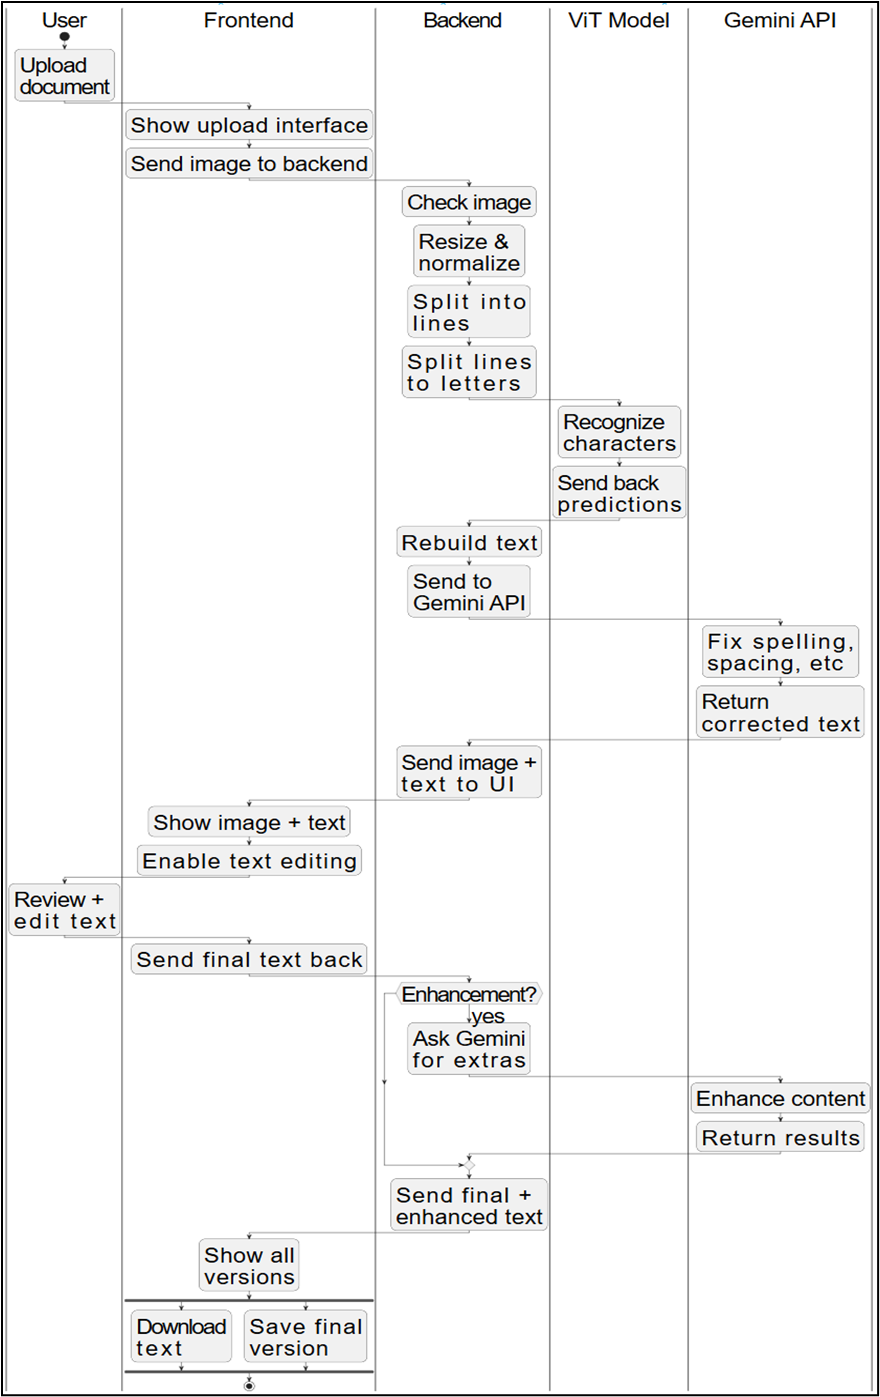 User
Frontend
Backend
ViT Model
Gemini API
Upload
document
Show upload interface
Send image to backend
Check image
Resize &
normalize
Split into
lines
Split lines
to letters
Recognize
characters
Send back
predictions
Rebuild text
Send to
Gemini API
Fix spelling,
spacing, etc
Return
corrected text
Send image +
text to UI
Show image + text
Enable text editing
Review +
edit text
Send final text back
Enhancement?
yes
Ask Gemini
for extras
Enhance content
Return results
Send final +
enhanced text
Show all
versions
Download
text
Save final
version